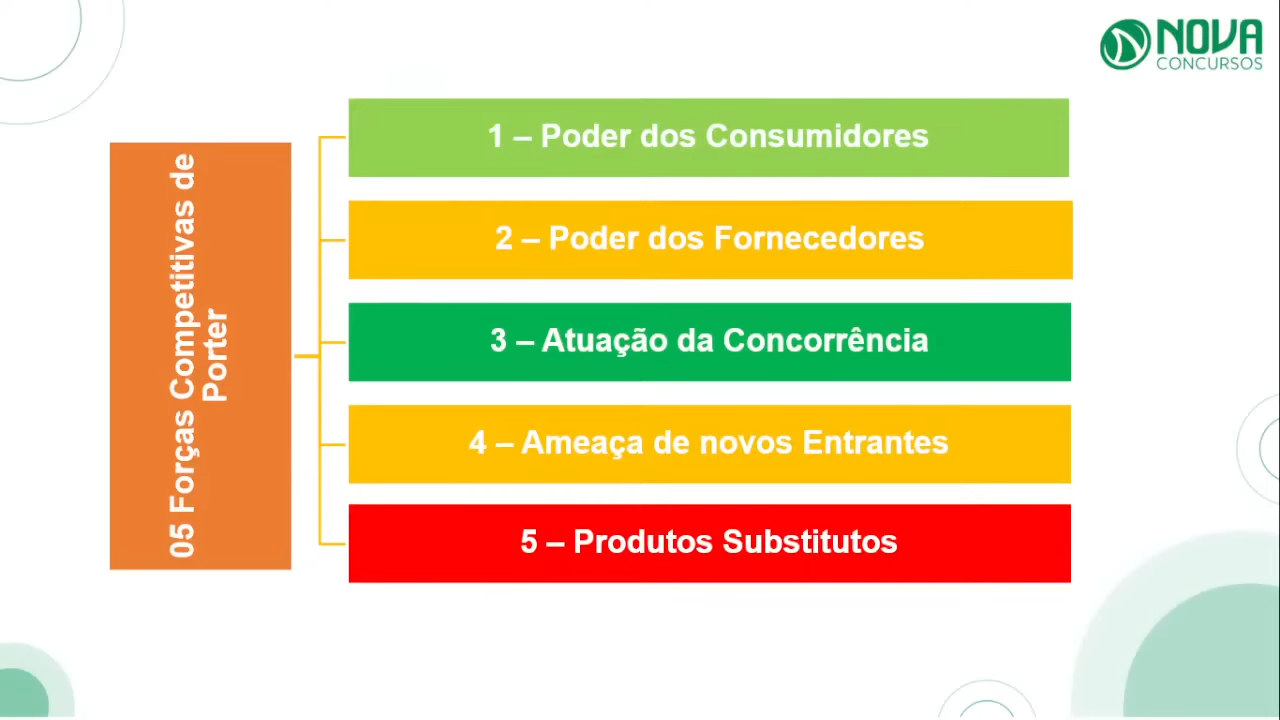 NOVA
CONCURSOS
05 Forças Competitivas de
Porter
1 – Poder dos Consumidores
2 – Poder dos Fornecedores
3 – Atuação da Concorrência
4 – Ameaça de novos Entrantes
5 – Produtos Substitutos